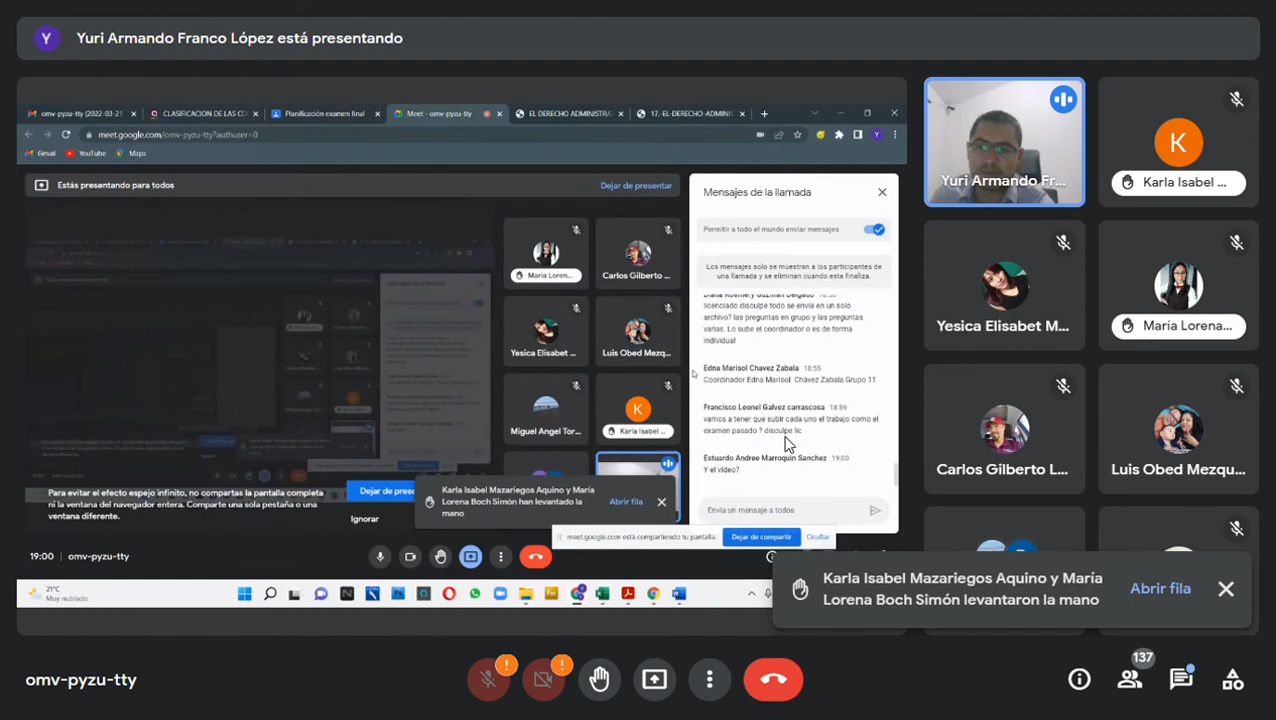 Y
Yuri Armando Franco López está presentando
omv-pyzu-tty (2022-03-21
CLASIFICACION DE LAS CO
Planificación examen final
Meet - omv-pyzu-tty
EL DERECHO ADMINISTRA
17.-EL-DERECHO-ADMINIS
meet.google.com/omv-pyzu-tty?authuser=0
Y
Gmail
YouTube
Maps
Estás presentando para todos
Dejar de presentar
Mensajes de la llamada
Permitir a todo el mundo enviar mensajes
Los mensajes solo se muestran a los participantes de
una llamada y se eliminan cuando esta finaliza.
Diana Rosmery Guzman Delgado 18:55
licenciado disculpe todo se envía en un solo
archivo? las preguntas en grupo y las preguntas
varias. Lo sube el coordinador o es de forma
individual
Edna Marisol Chavez Zabala 18:55
Coordinador Edna Marisol Chávez Zabala Grupo 11
Francisco Leonel Galvez carrascosa 18:59
vamos a tener que subir cada uno el trabajo como el
examen pasado ? disculpe lic
Estuardo Andree Marroquin Sanchez 19:00
Y el video?
Envía un mensaje a todos
María Loren...
Carlos Gilberto ...
Yesica Elisabet ...
Luis Obed Mezq...
Miguel Angel Tor...
K
Karla Isabel ...
Para evitar el efecto espejo infinito, no compartas la pantalla completa
ni la ventana del navegador entera. Comparte una sola pestaña o una
ventana diferente.
Dejar de prese
Ignorar
Karla Isabel Mazariegos Aquino y María
Lorena Boch Simón han levantado la
mano
Abrir fila
meet.google.com está compartiendo tu pantalla.
Dejar de compartir
Ocultar
19:00
omv-pyzu-tty
21°C
Muy nublado
Yuri Armando Fr...
K
Karla Isabel ...
Yesica Elisabet M...
María Lorena...
Carlos Gilberto L...
Luis Obed Mezqu...
Karla Isabel Mazariegos Aquino y María
Lorena Boch Simón levantaron la mano
Abrir fila
omv-pyzu-tty
137